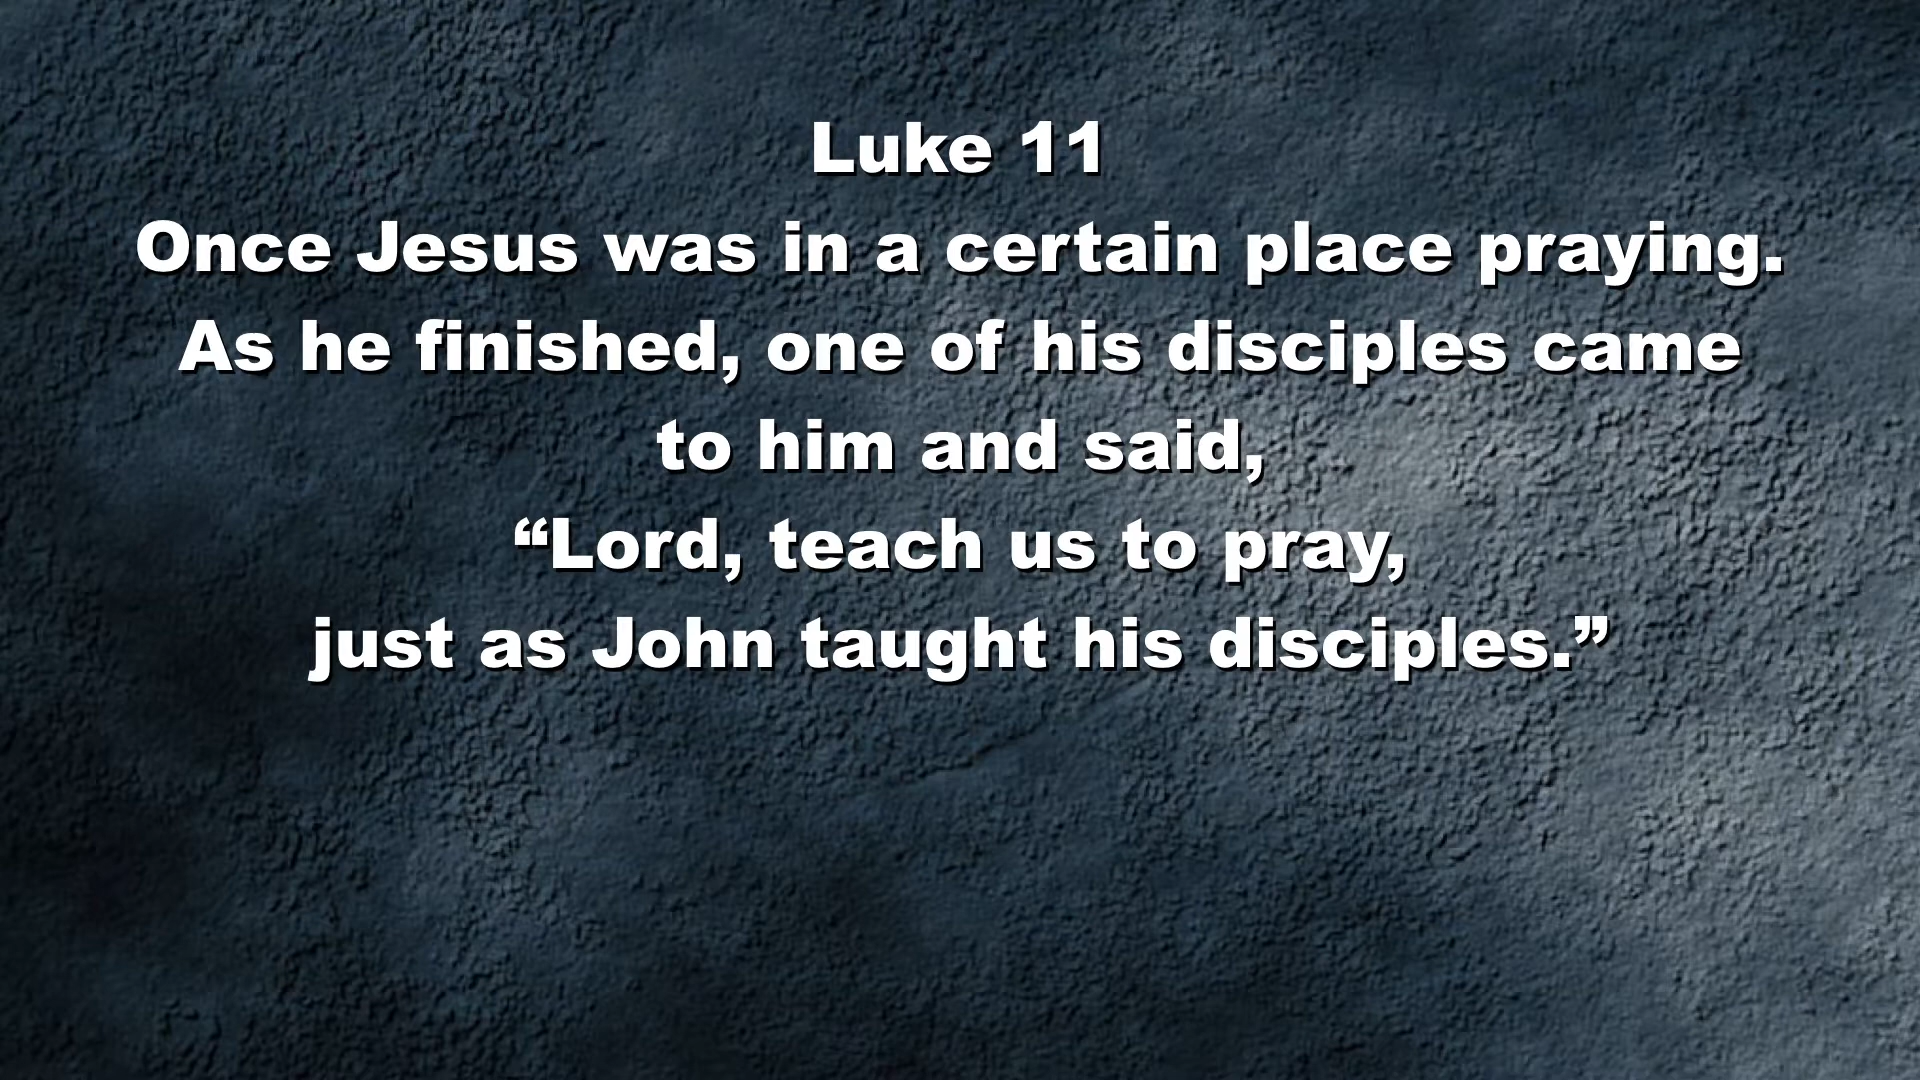 Luke 11
Once Jesus was in a certain place praying.
As he finished, one of his disciples came
to him and said,
“Lord, teach us to pray,
just as John taught his disciples.”